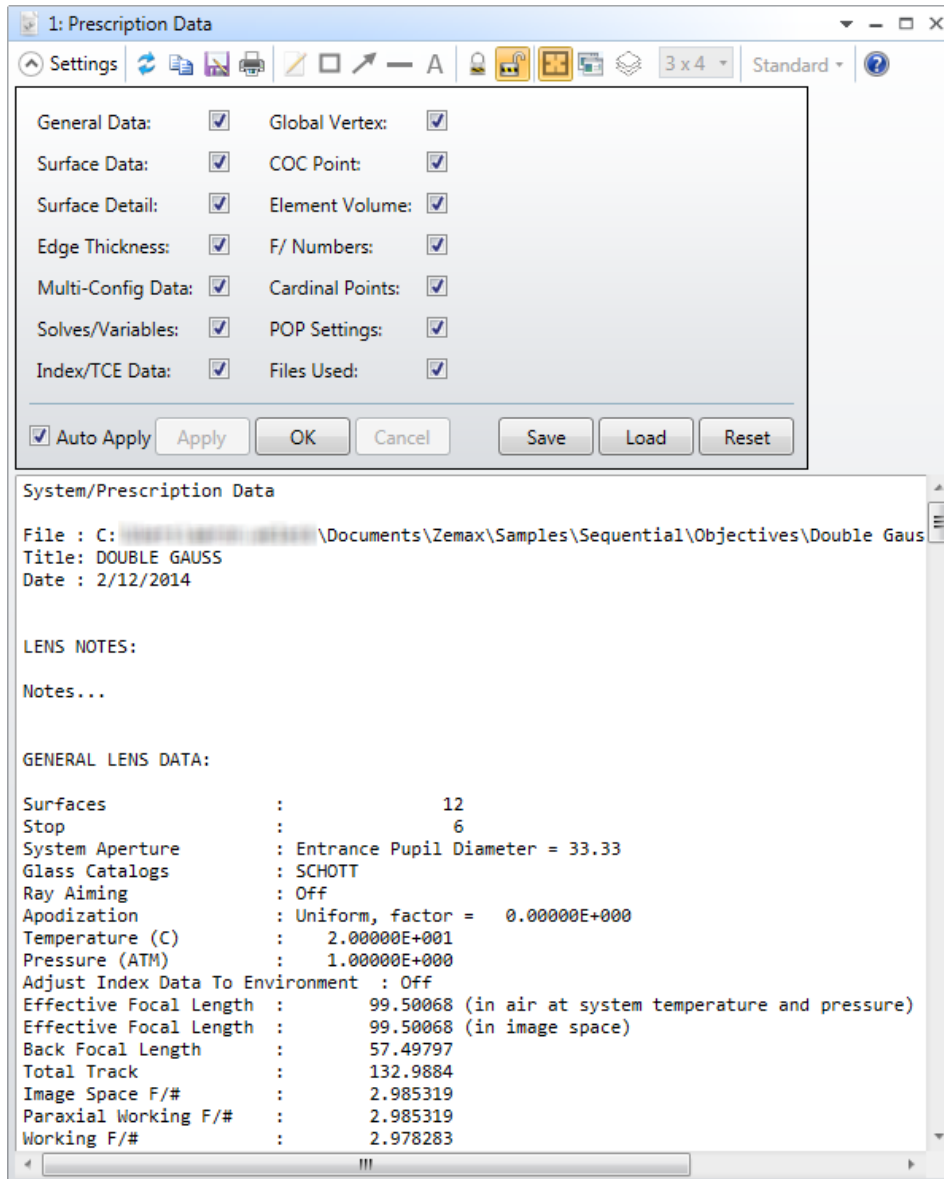 1: Prescription Data
Settings A 3 x 4 Standard
General Data: Global Vertex:
Surface Data: COC Point:
Surface Detail: Element Volume:
Edge Thickness: F/ Numbers:
Multi-Config Data: Cardinal Points:
Solves/Variables: POP Settings:
Index/TCE Data: Files Used:
Auto Apply Apply OK Cancel Save Load Reset
System/Prescription Data
File : C: \Documents\Zemax\Samples\Sequential\Objectives\Double Gaus
Title: DOUBLE GAUSS
Date : 2/12/2014
LENS NOTES:
Notes...
GENERAL LENS DATA:
Surfaces : 12
Stop : 6
System Aperture : Entrance Pupil Diameter = 33.33
Glass Catalogs : SCHOTT
Ray Aiming : Off
Apodization : Uniform, factor = 0.00000E+000
Temperature (C) : 2.00000E+001
Pressure (ATM) : 1.00000E+000
Adjust Index Data To Environment : Off
Effective Focal Length : 99.50068 (in air at system temperature and pressure)
Effective Focal Length : 99.50068 (in image space)
Back Focal Length : 57.49797
Total Track : 132.9884
Image Space F/# : 2.985319
Paraxial Working F/# : 2.985319
Working F/# : 2.978283